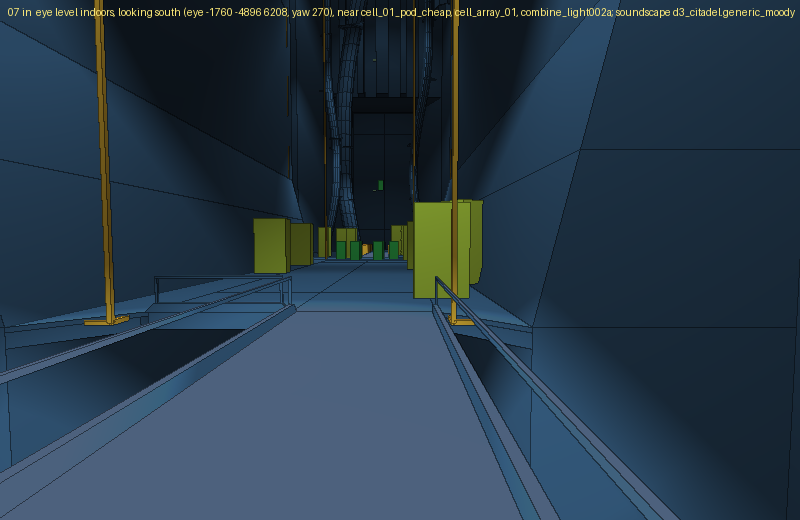 07 in eye level indoors, looking south (eye -1760 -4896 6208, yaw 270), near cell_01_pod_cheap, cell_array_01, combine_light002a; soundscape d3_citadel.generic_moody